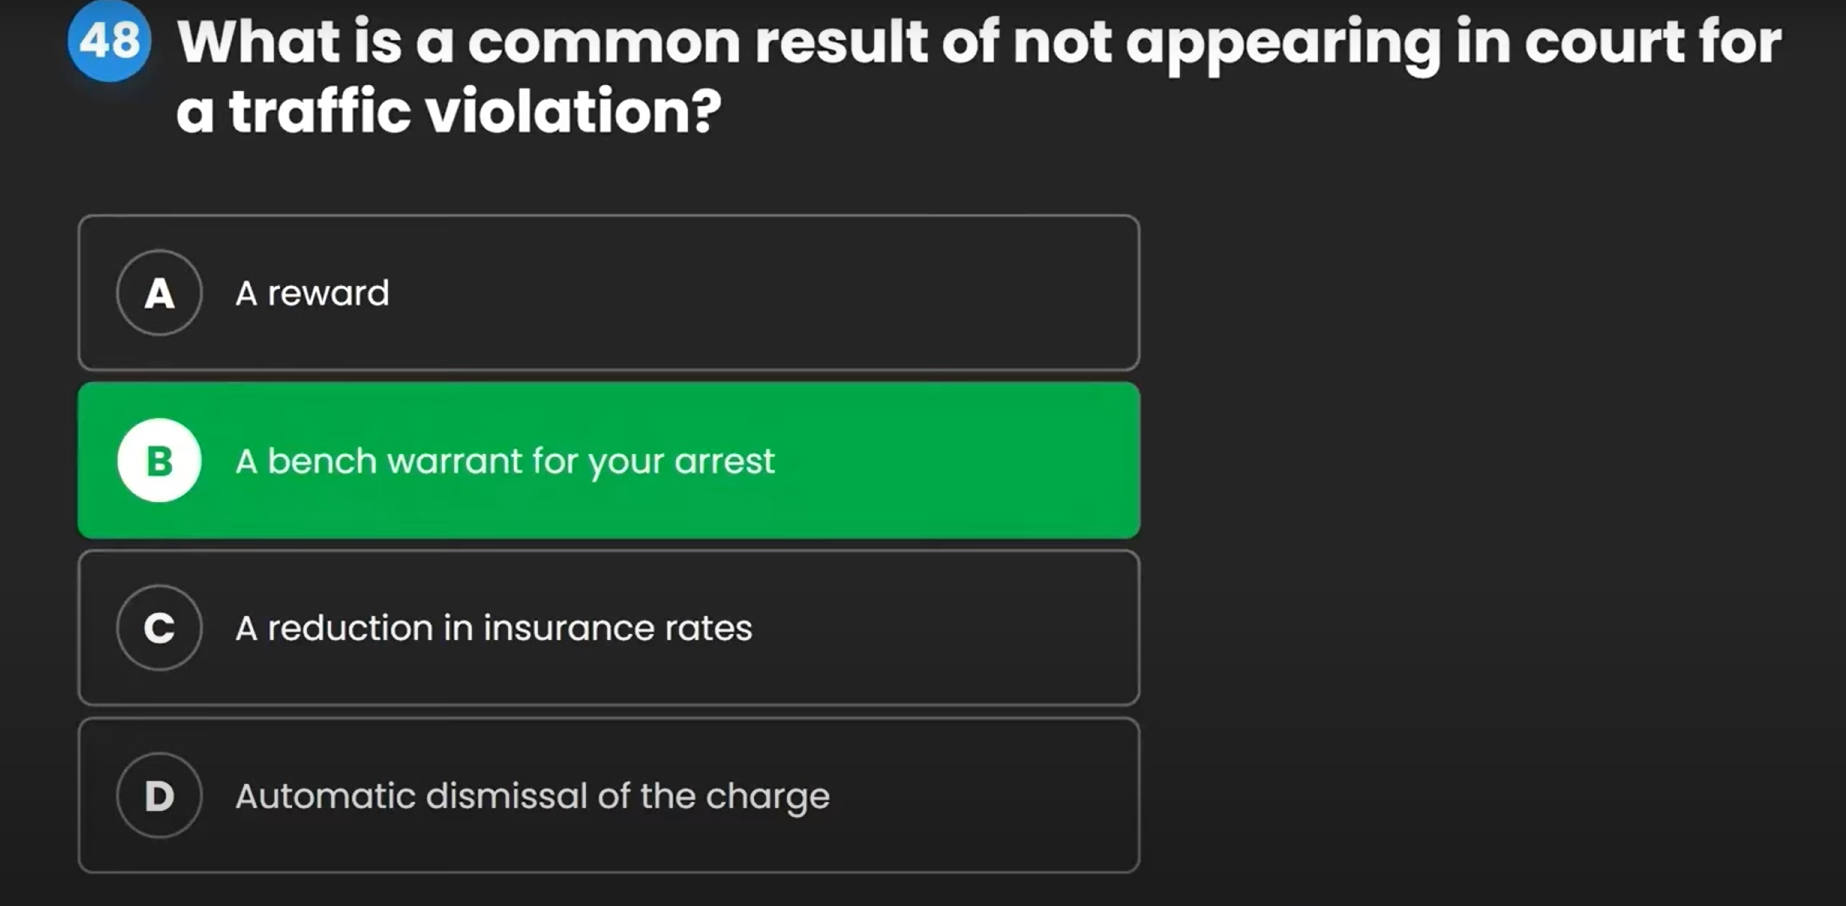 48 What is a common result of not appearing in court for
a traffic violation?
A A reward
B A bench warrant for your arrest
C A reduction in insurance rates
D Automatic dismissal of the charge